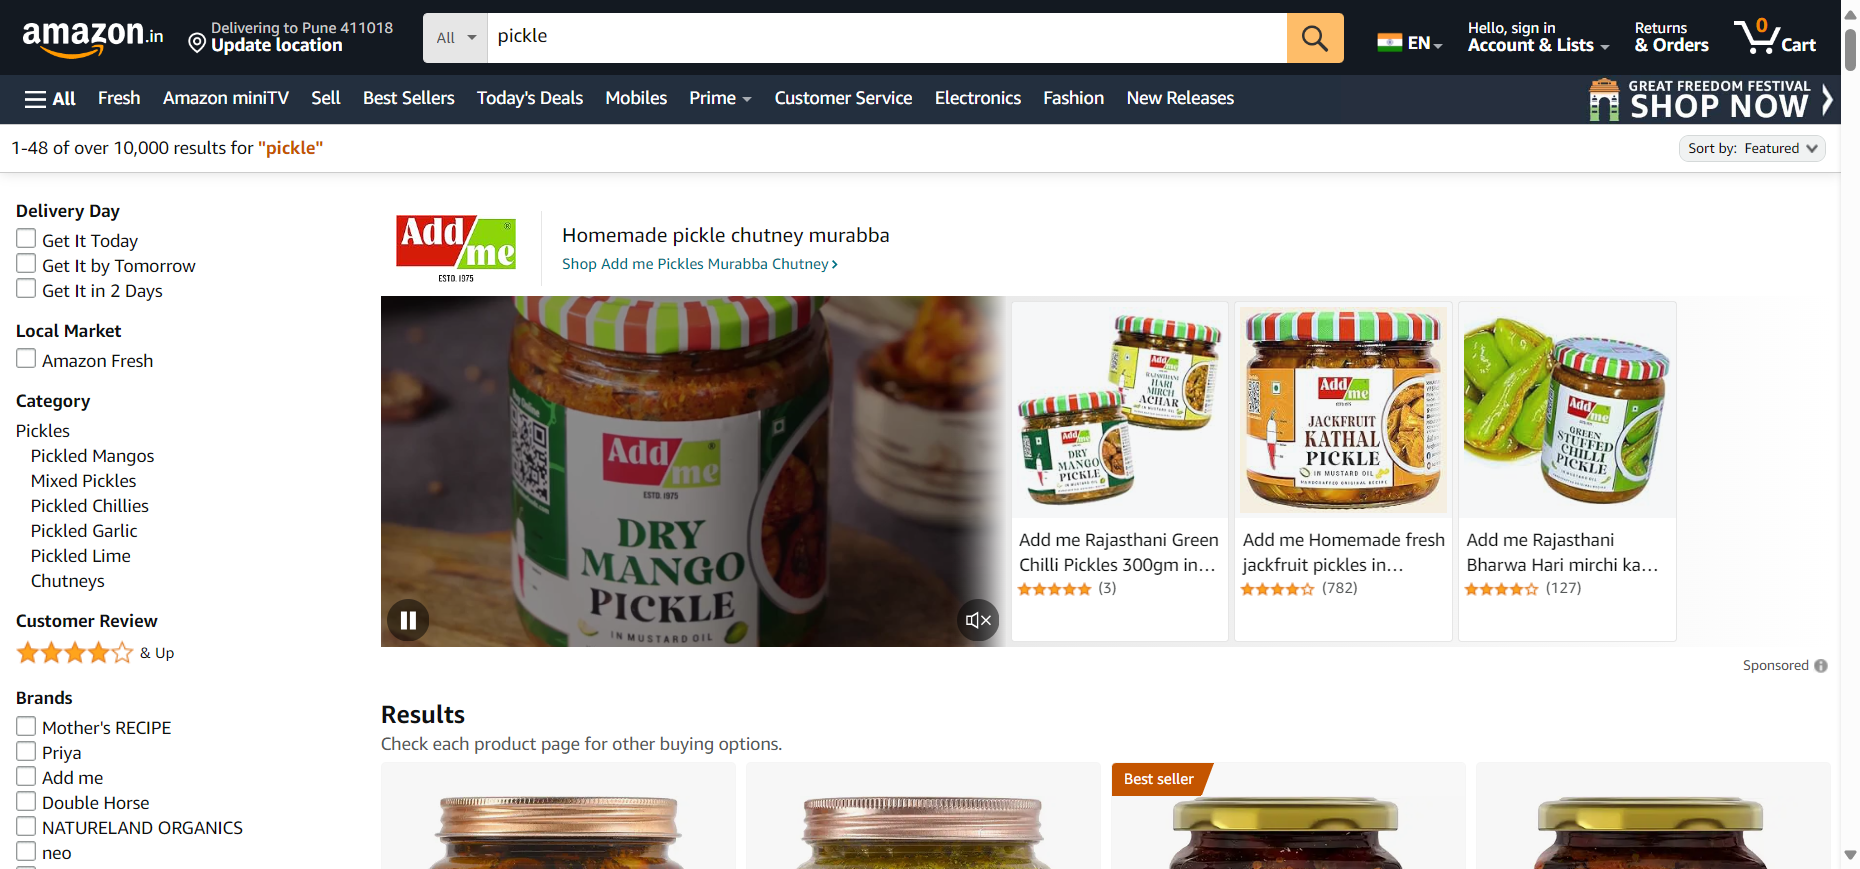 amazon.in
Delivering to Pune 411018
Update location
All
pickle
EN
Hello, sign in
Account & Lists
Returns
& Orders
0
Cart
All
Fresh
Amazon miniTV
Sell
Best Sellers
Today's Deals
Mobiles
Prime
Customer Service
Electronics
Fashion
New Releases
GREAT FREEDOM FESTIVAL
SHOP NOW
1-48 of over 10,000 results for "pickle"
Sort by: Featured
Delivery Day
Get It Today
Get It by Tomorrow
Get It in 2 Days
Local Market
Amazon Fresh
Category
Pickles
Pickled Mangos
Mixed Pickles
Pickled Chillies
Pickled Garlic
Pickled Lime
Chutneys
Customer Review
& Up
Brands
Mother's RECIPE
Priya
Add me
Double Horse
NATURELAND ORGANICS
neo
Add me
ESTD. 1975
Homemade pickle chutney murabba
Shop Add me Pickles Murabba Chutney
Add me
ESTD. 1975
DRY
MANGO
PICKLE
IN MUSTARD OIL
Add me
RAJASTHANI
HARI
MIRCH
ACHAR
Add me
DRY
MANGO
PICKLE
Add me Rajasthani Green
Chilli Pickles 300gm in...
(3)
Add me
JACKFRUIT
KATHAL
PICKLE
IN MUSTARD OIL
HANDCRAFTED ORIGINAL RECIPE
Add me Homemade fresh
jackfruit pickles in...
(782)
Add me
GREEN
STUFFED
CHILLI
PICKLE
Add me Rajasthani
Bharwa Hari mirchi ka...
(127)
Sponsored
Results
Check each product page for other buying options.
Best seller